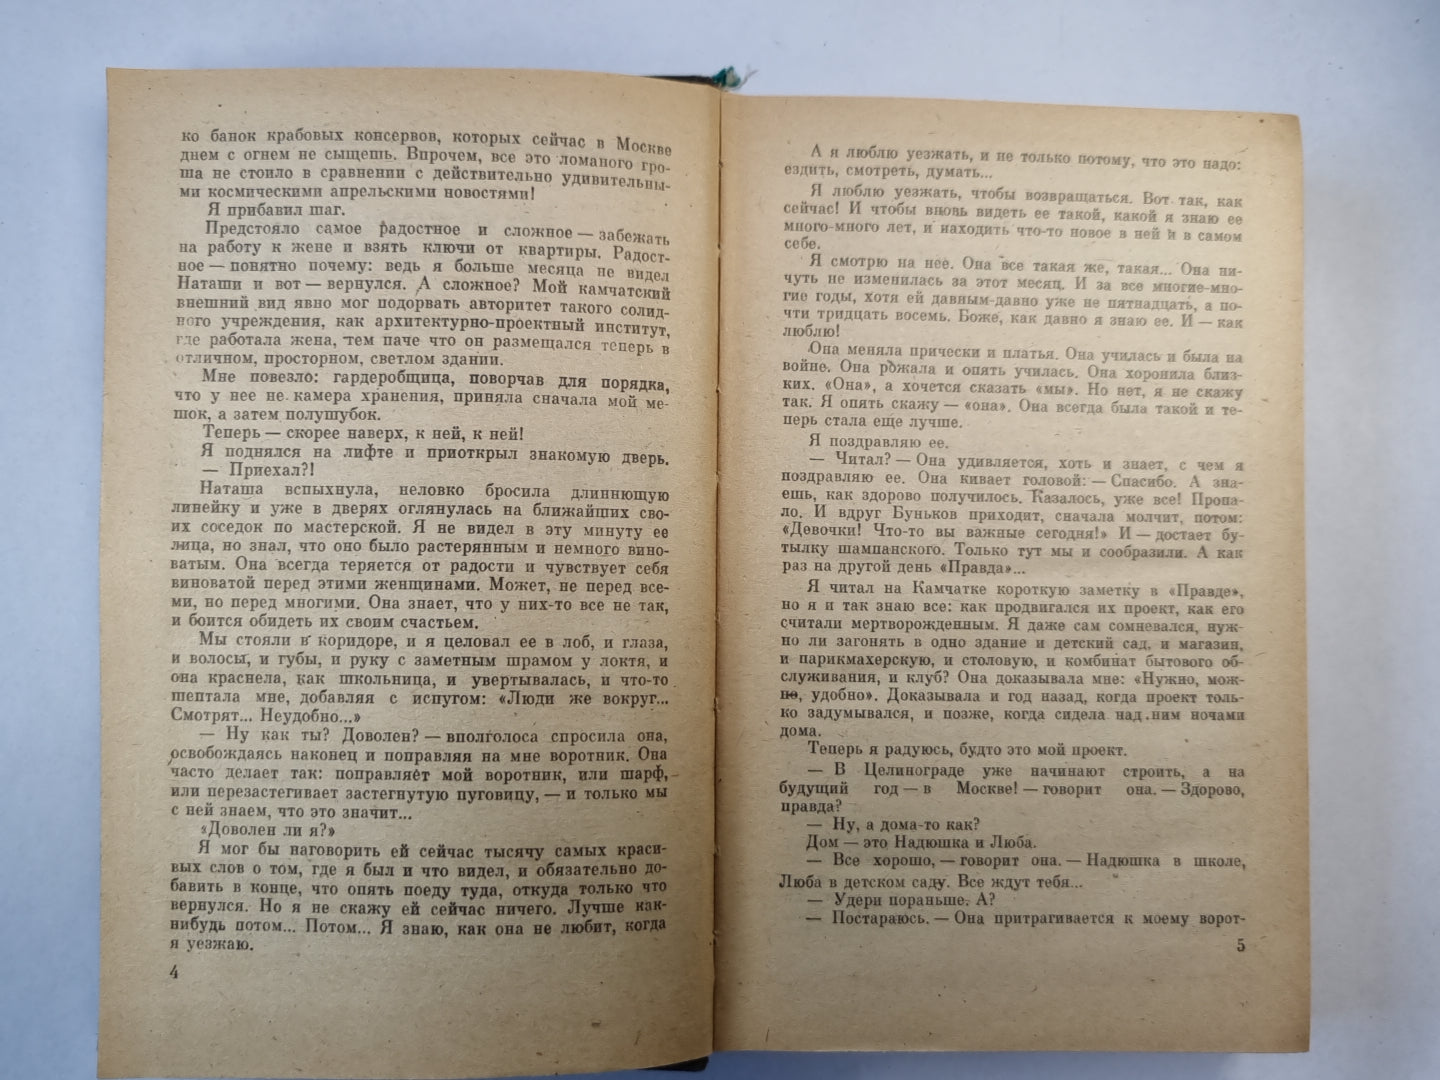 ко банок крабовых консервов, которых сейчас в Москве
днем с огнем не сыщешь. Впрочем, все это ломаного гро-
ша не стоило в сравнении с действительно удивительны-
ми космическими апрельскими новостями!
Я прибавил шаг.
Предстояло самое радостное и сложное — забежать
на работу к жене и взять ключи от квартиры. Радост-
ное — понятно почему: ведь я больше месяца не видел
Наташи и вот — вернулся. А сложное? Мой камчатский
внешний вид явно мог подорвать авторитет такого солид-
ного учреждения, как архитектурно-проектный институт,
где работала жена, тем паче что он размещался теперь в
отличном, просторном, светлом здании.
Мне повезло: гардеробщица, поворчав для порядка,
что у нее не камера хранения, приняла сначала мой ме-
шок, а затем полушубок.
Теперь — скорее наверх, к ней, к ней!
Я поднялся на лифте и приоткрыл знакомую дверь.
— Приехал?!
Наташа вспыхнула, неловко бросила длиннющую
линейку и уже в дверях оглянулась на ближайших сво-
их соседок по мастерской. Я не видел в эту минуту ее
лица, но знал, что оно было растерянным и немного вино-
ватым. Она всегда теряется от радости и чувствует себя
виноватой перед этими женщинами. Может, не перед все-
ми, но перед многими. Она знает, что у них-то все не так,
и боится обидеть их своим счастьем.
Мы стояли в коридоре, и я целовал ее в лоб, и глаза,
и волосы, и губы, и руку с заметным шрамом у локтя, и
она краснела, как школьница, и увертывалась, и что-то
шептала мне, добавляя с испугом: «Люди же вокруг...
Смотрят... Неудобно...»
— Ну как ты? Доволен? — вполголоса спросила она,
освобождаясь наконец и поправляя на мне воротник. Она
часто делает так: поправляет мой воротник, или шарф,
или перезастегивает застегнутую пуговицу, — и только мы
с ней знаем, что это значит...
«Доволен ли я?»
Я мог бы наговорить ей сейчас тысячу самых краси-
вых слов о том, где я был и что видел, и обязательно до-
бавить в конце, что опять поеду туда, откуда только что
вернулся. Но я не скажу ей сейчас ничего. Лучше как-
нибудь потом... Потом... Я знаю, как она не любит, когда
я уезжаю.
4
А я люблю уезжать, и не только потому, что это надо:
ездить, смотреть, думать...
Я люблю уезжать, чтобы возвращаться. Вот так, как
сейчас! И чтобы вновь видеть ее такой, какой я знаю ее
много-много лет, и находить что-то новое в ней и в самом
себе.
Я смотрю на нее. Она все такая же, такая... Она ни-
чуть не изменилась за этот месяц. И за все многие-мно-
гие годы, хотя ей давным-давно уже не пятнадцать, а по-
чти тридцать восемь. Боже, как давно я знаю ее. И — как
люблю!
Она меняла прически и платья. Она училась и была на
войне. Она рожала и опять училась. Она хоронила близ-
ких. «Она», а хочется сказать «мы». Но нет, я не скажу
так. Я опять скажу — «она». Она всегда была такой и те-
перь стала еще лучше.
Я поздравляю ее.
— Читал? — Она удивляется, хоть и знает, с чем я
поздравляю ее. Она кивает головой: — Спасибо. А зна-
ешь, как здорово получилось. Казалось, уже все! Пропа-
ло. И вдруг Буньков приходит, сначала молчит, потом:
«Девочки! Что-то вы важные сегодня!» И — достает бу-
тылку шампанского. Только тут мы и сообразили. А как
раз на другой день «Правда»...
Я читал на Камчатке короткую заметку в «Правде»,
но я и так знаю все: как продвигался их проект, как его
считали мертворожденным. Я даже сам сомневался, нуж-
но ли загонять в одно здание и детский сад, и магазин,
и парикмахерскую, и столовую, и комбинат бытового об-
служивания, и клуб? Она доказывала мне: «Нужно, мож-
но, удобно». Доказывала и год назад, когда проект толь-
ко задумывался, и позже, когда сидела над ним ночами
дома.
Теперь я радуюсь, будто это мой проект.
— В Целинограде уже начинают строить, а на
будущий год — в Москве! — говорит она. — Здорово,
правда?
— Ну, а дома-то как?
Дом — это Надюшка и Люба.
— Все хорошо, — говорит она. — Надюшка в школе,
Люба в детском саду. Все ждут тебя...
— Удери пораньше. А?
— Постараюсь. — Она притрагивается к моему ворот-
5